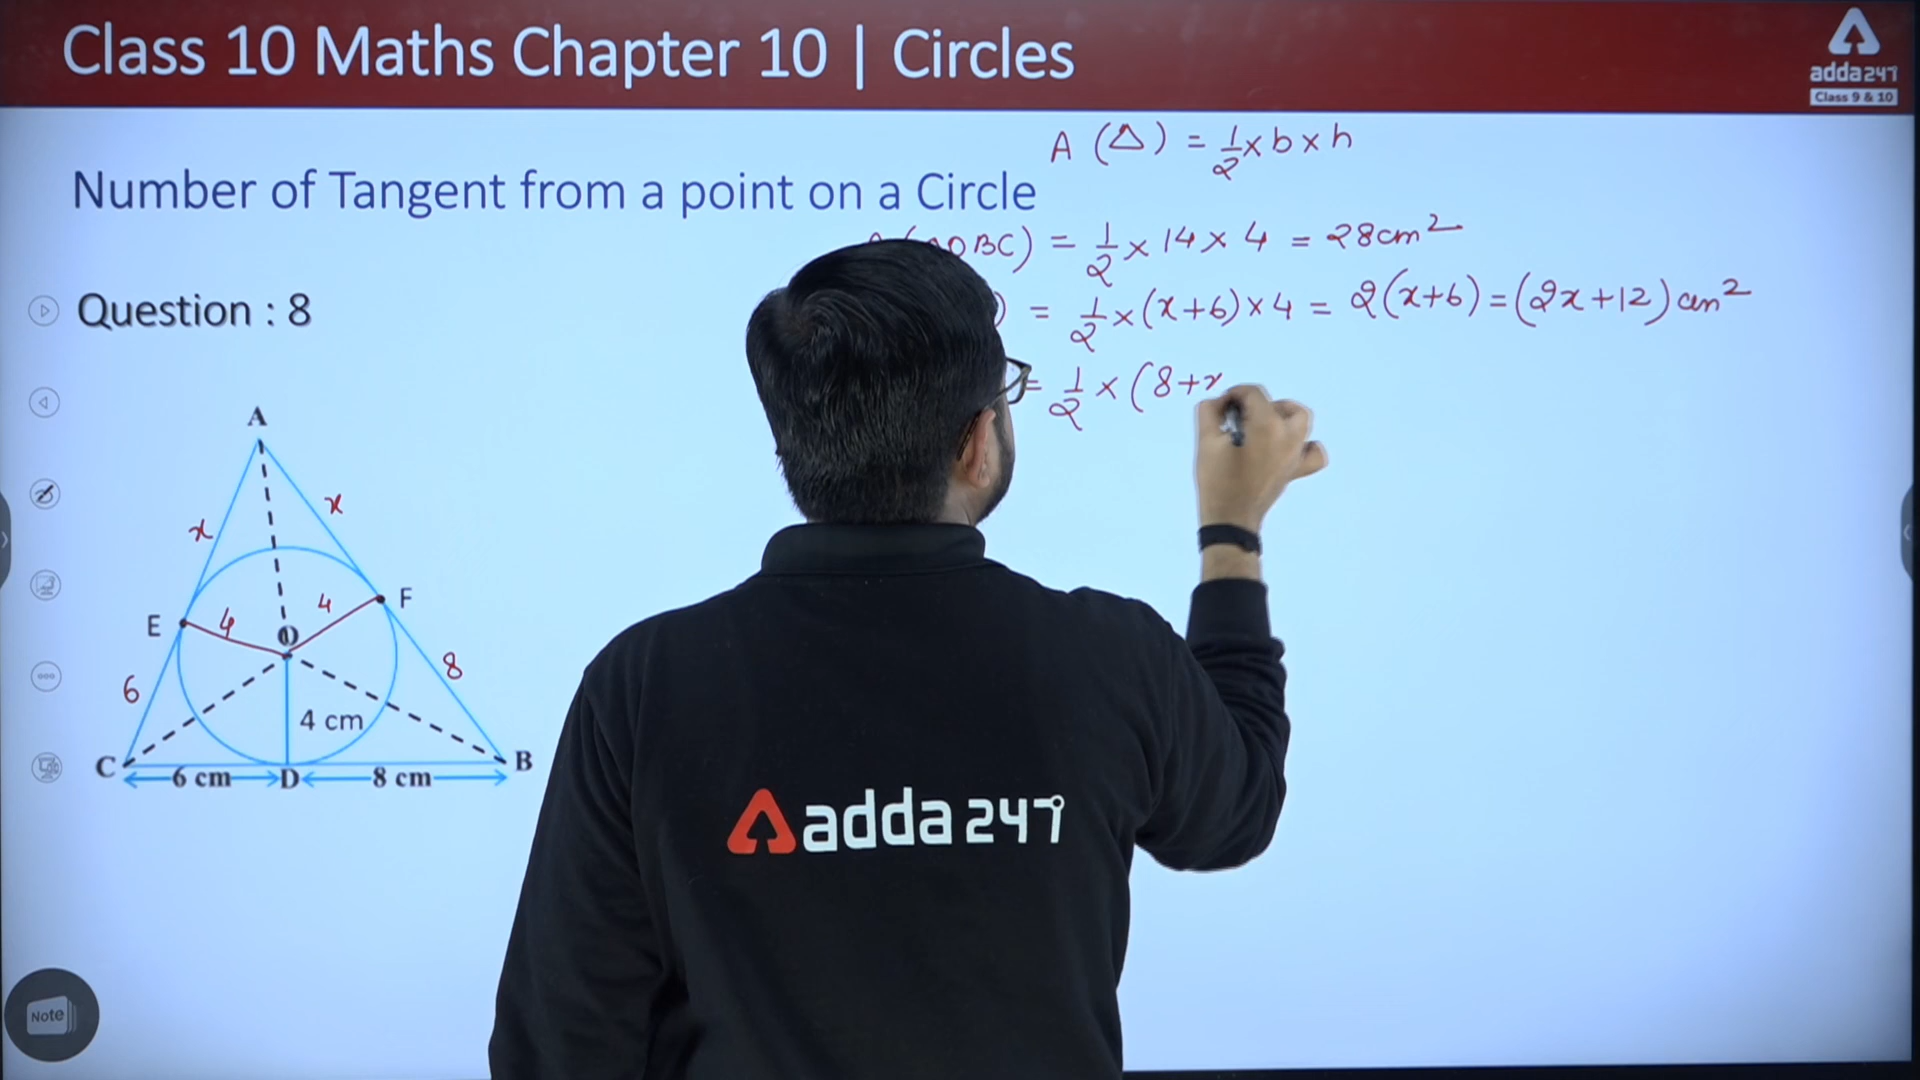 Class 10 Maths Chapter 10 | Circles
adda247
Class 9 & 10
A (△) = 1/2 × b × h
Number of Tangent from a point on a Circle
OBC) = 1/2 × 14 × 4 = 28cm²
Question : 8
) = 1/2 × (x+6) × 4 = 2(x+6) = (2x+12) cm²
= 1/2 × (8+x
A
x
x
E
4
4
F
O
6
8
4 cm
C
6 cm
D
8 cm
B
adda247
Note